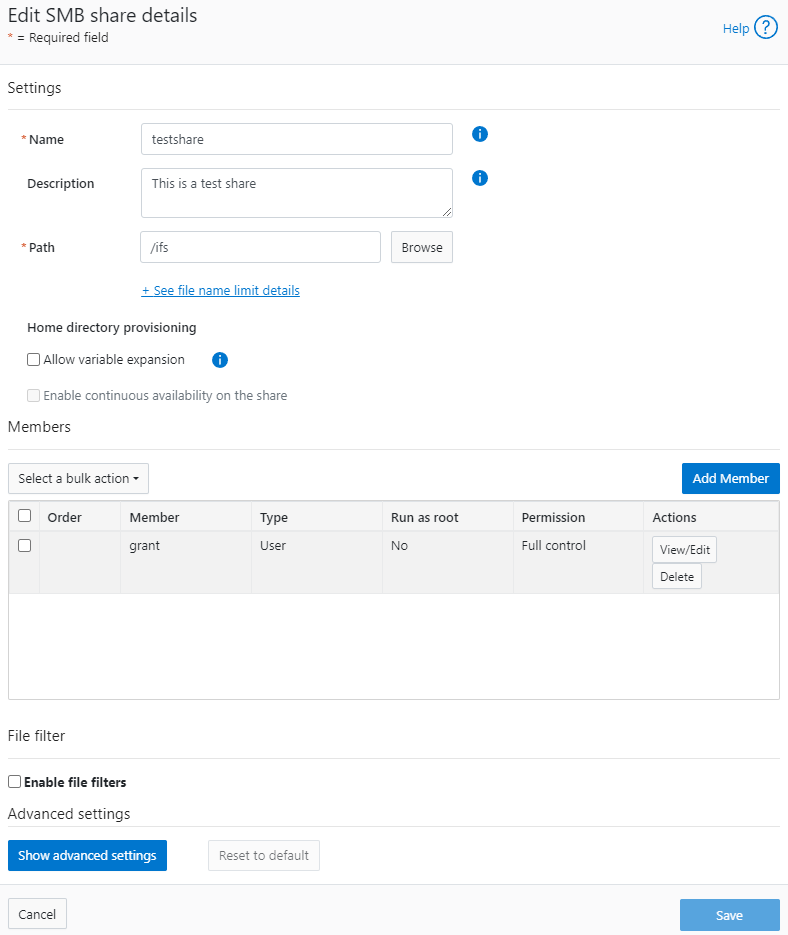 Edit SMB share details
* = Required field
Help ?
Settings
* Name
testshare
Description
This is a test share
* Path
/ifs
Browse
+ See file name limit details
Home directory provisioning
Allow variable expansion
Enable continuous availability on the share
Members
Select a bulk action
Add Member
Order Member Type Run as root Permission Actions
grant User No Full control View/Edit
Delete
File filter
Enable file filters
Advanced settings
Show advanced settings
Reset to default
Cancel
Save